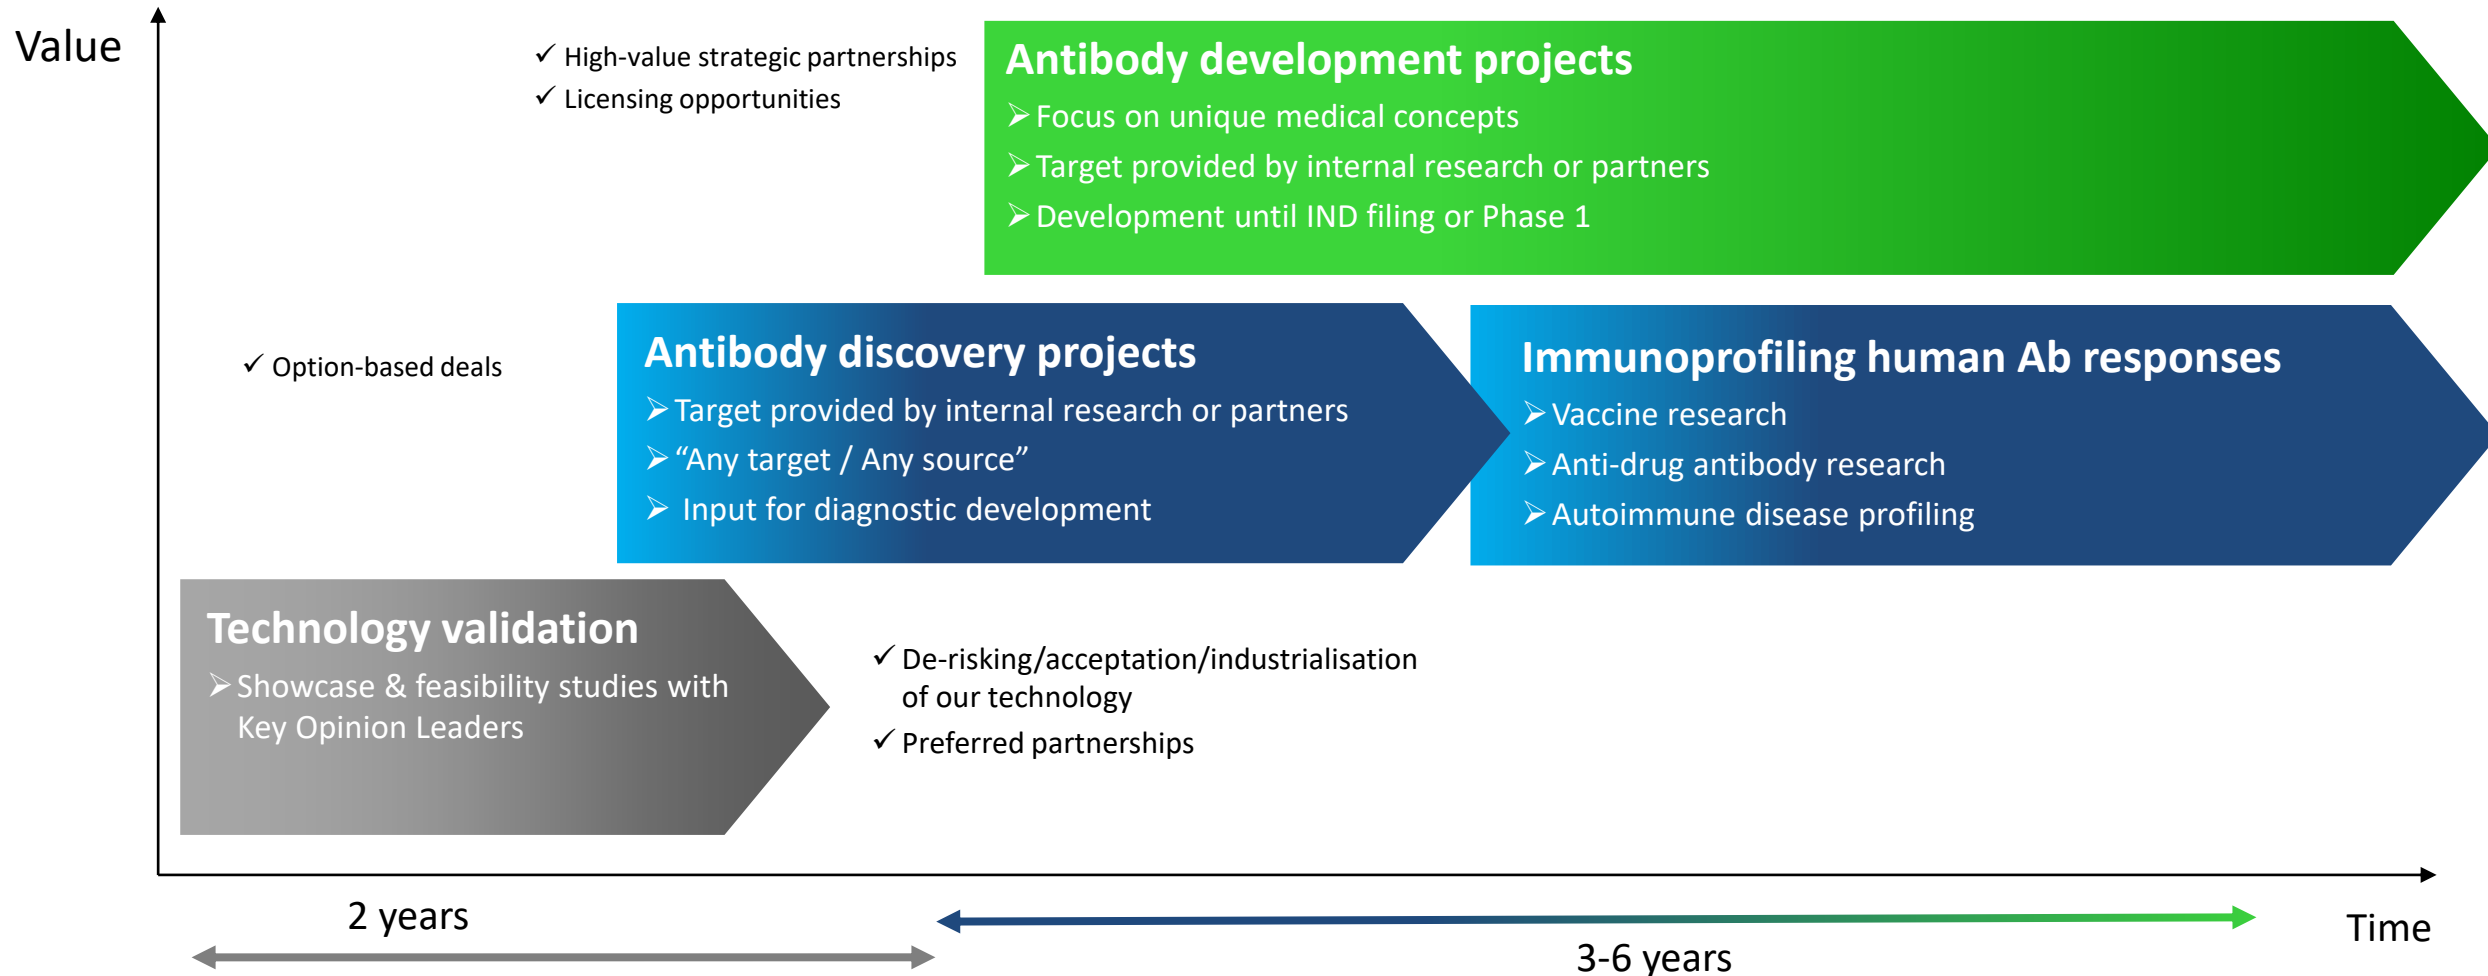 Value
✓ High-value strategic partnerships
✓ Licensing opportunities
Antibody development projects
➢ Focus on unique medical concepts
➢ Target provided by internal research or partners
➢ Development until IND filing or Phase 1
✓ Option-based deals
Antibody discovery projects
➢ Target provided by internal research or partners
➢ “Any target / Any source”
➢ Input for diagnostic development
Immunoprofiling human Ab responses
➢ Vaccine research
➢ Anti-drug antibody research
➢ Autoimmune disease profiling
Technology validation
➢ Showcase & feasibility studies with
Key Opinion Leaders
✓ De-risking/acceptation/industrialisation
of our technology
✓ Preferred partnerships
2 years
3-6 years
Time